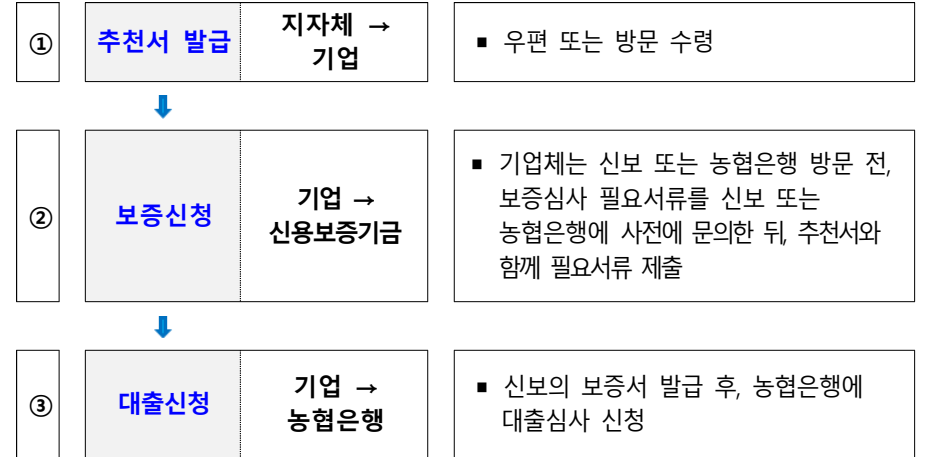 ①
추천서 발급
지자체 →
기업
▪ 우편 또는 방문 수령
②
보증신청
기업 →
신용보증기금
▪ 기업체는 신보 또는 농협은행 방문 전,
보증심사 필요서류를 신보 또는
농협은행에 사전에 문의한 뒤, 추천서와
함께 필요서류 제출
③
대출신청
기업 →
농협은행
▪ 신보의 보증서 발급 후, 농협은행에
대출심사 신청